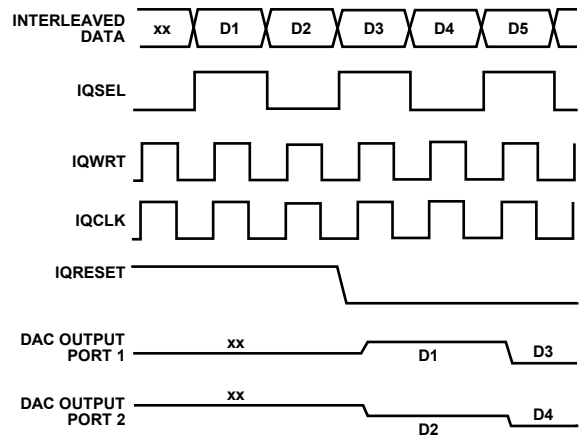 INTERLEAVED
DATA
xx D1 D2 D3 D4 D5
IQSEL
IQWRT
IQCLK
IQRESET
DAC OUTPUT
PORT 1
xx D1 D3
DAC OUTPUT
PORT 2
xx D2 D4